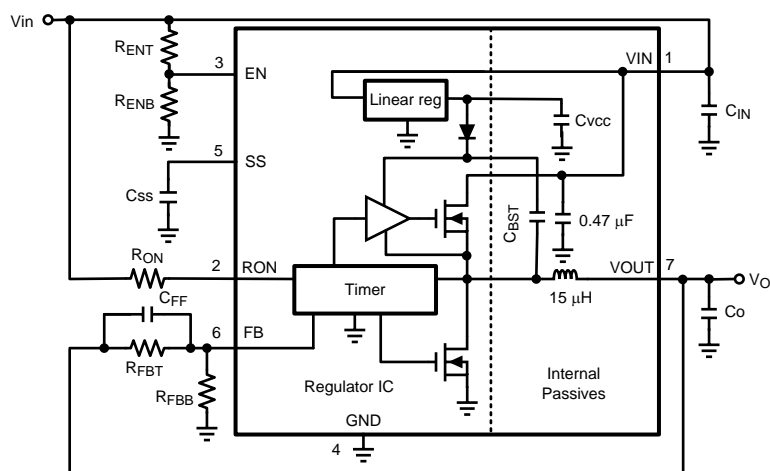 Vin
RENT
3
EN
VIN
1
RENB
Linear reg
Cvcc
CIN
5
SS
Css
CBST
0.47 μF
RON
2
RON
Timer
VOUT
7
VO
15 μH
Co
CFF
6
FB
RFBT
RFBB
Regulator IC
Internal
Passives
GND
4